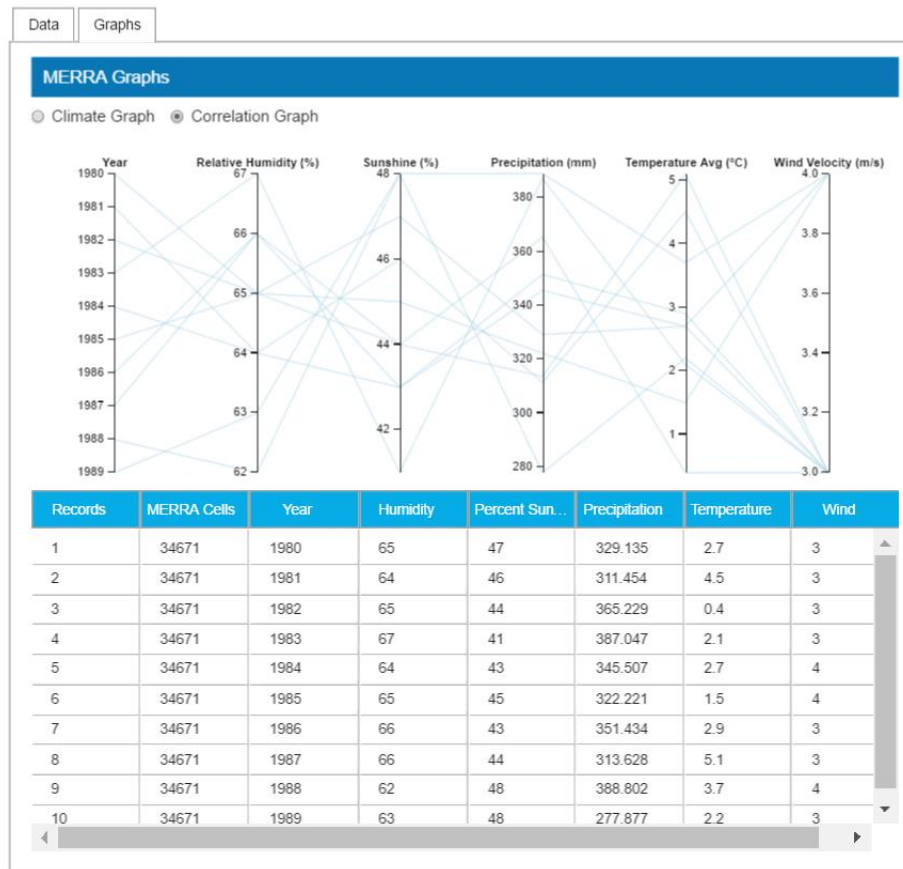 Data Graphs
MERRA Graphs
Climate Graph Correlation Graph
Year Relative Humidity (%) Sunshine (%) Precipitation (mm) Temperature Avg (°C) Wind Velocity (m/s)
1980 67 48 4.0
5
380
1981
66 3.8
1982 4
46 360
1983
65 3.6
340 3
1984
1985 64 44 320 3.4
2
1986
1987 63 300 3.2
42
1988 1
280
1989 62 3.0
Records MERRA Cells Year Humidity Percent Sun... Precipitation Temperature Wind
1 34671 1980 65 47 329.135 2.7 3
2 34671 1981 64 46 311.454 4.5 3
3 34671 1982 65 44 365.229 0.4 3
4 34671 1983 67 41 387.047 2.1 3
5 34671 1984 64 43 345.507 2.7 4
6 34671 1985 65 45 322.221 1.5 4
7 34671 1986 66 43 351.434 2.9 3
8 34671 1987 66 44 313.628 5.1 3
9 34671 1988 62 48 388.802 3.7 4
10 34671 1989 63 48 277.877 2.2 3